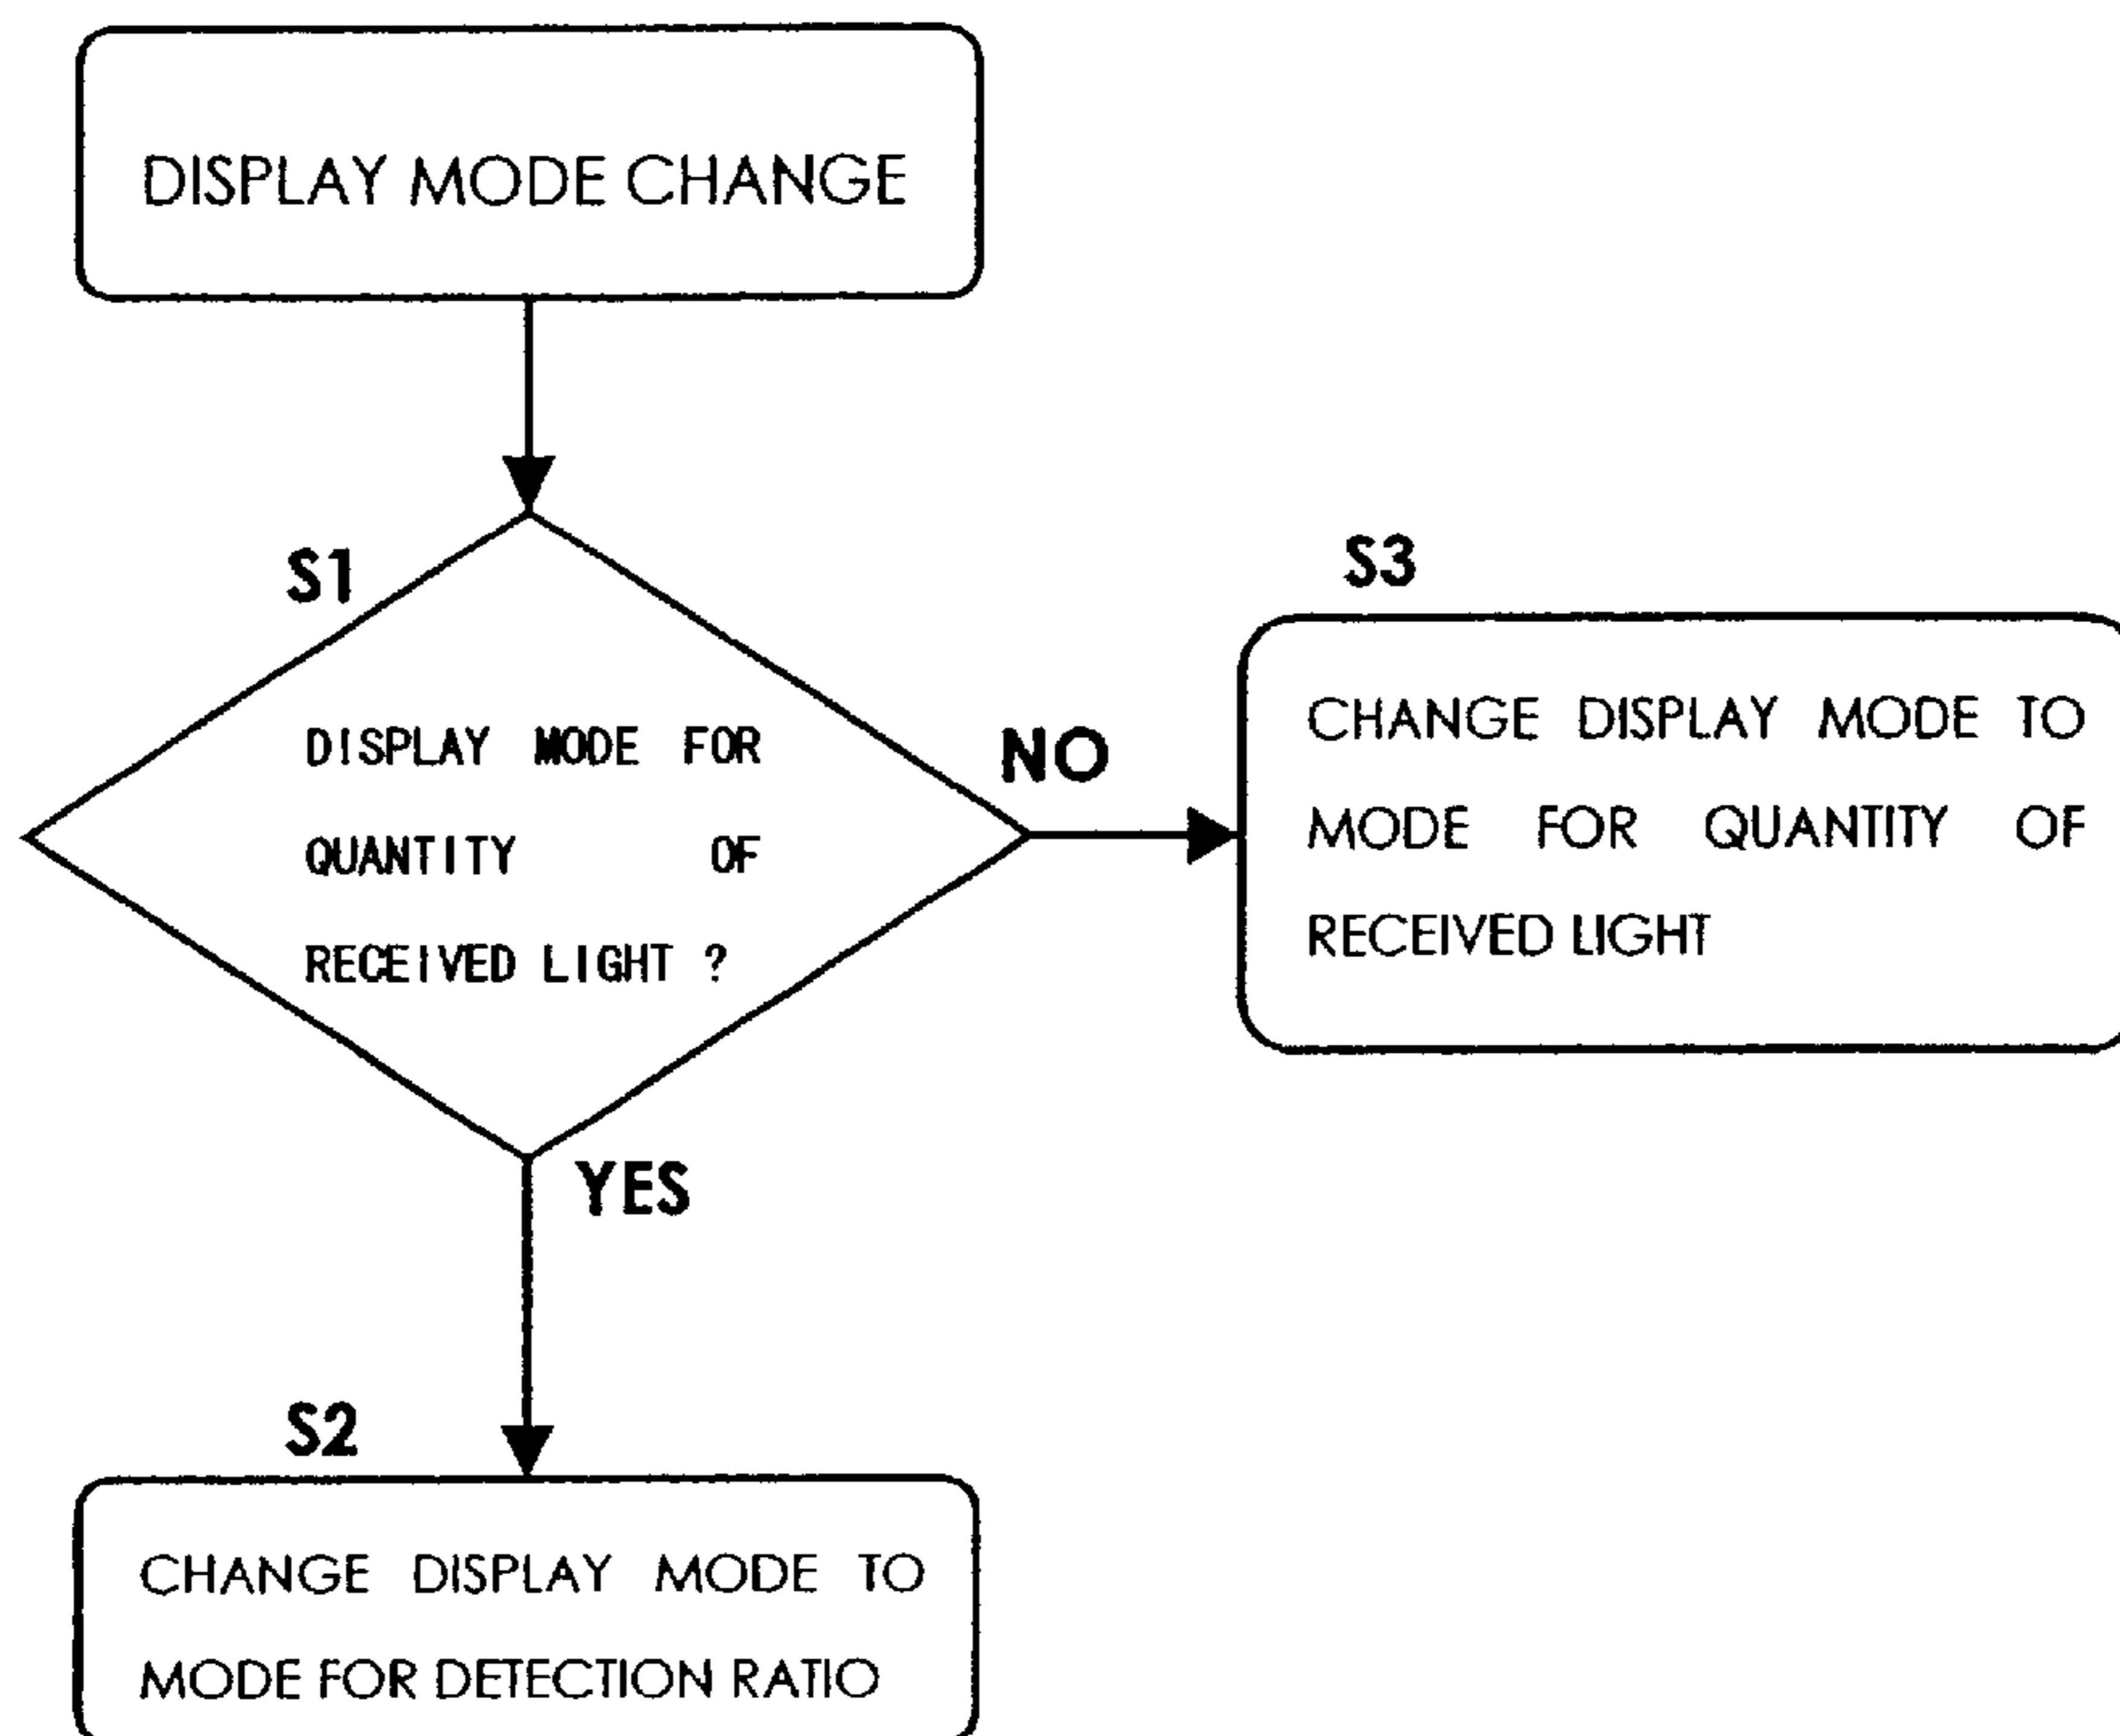 DISPLAY MODE CHANGE
S1
DISPLAY MODE FOR
QUANTITY OF
RECEIVED LIGHT ?
NO
YES
S3
CHANGE DISPLAY MODE TO
MODE FOR QUANTITY OF
RECEIVED LIGHT
S2
CHANGE DISPLAY MODE TO
MODE FOR DETECTION RATIO